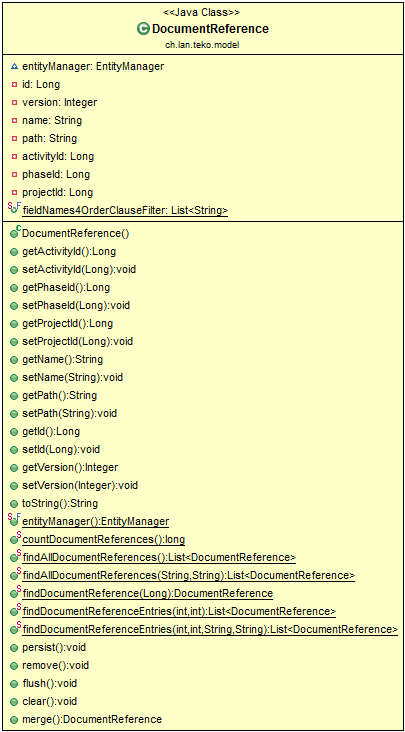 <<Java Class>>
DocumentReference
ch.lan.teko.model
entityManager: EntityManager
id: Long
version: Integer
name: String
path: String
activityId: Long
phaseId: Long
projectId: Long
fieldNames4OrderClauseFilter: List<String>
DocumentReference()
getActivityId():Long
setActivityId(Long):void
getPhaseId():Long
setPhaseId(Long):void
getProjectId():Long
setProjectId(Long):void
getName():String
setName(String):void
getPath():String
setPath(String):void
getId():Long
setId(Long):void
getVersion():Integer
setVersion(Integer):void
toString():String
entityManager():EntityManager
countDocumentReferences():long
findAllDocumentReferences():List<DocumentReference>
findAllDocumentReferences(String,String):List<DocumentReference>
findDocumentReference(Long):DocumentReference
findDocumentReferenceEntries(int,int):List<DocumentReference>
findDocumentReferenceEntries(int,int,String,String):List<DocumentReference>
persist():void
remove():void
flush():void
clear():void
merge():DocumentReference